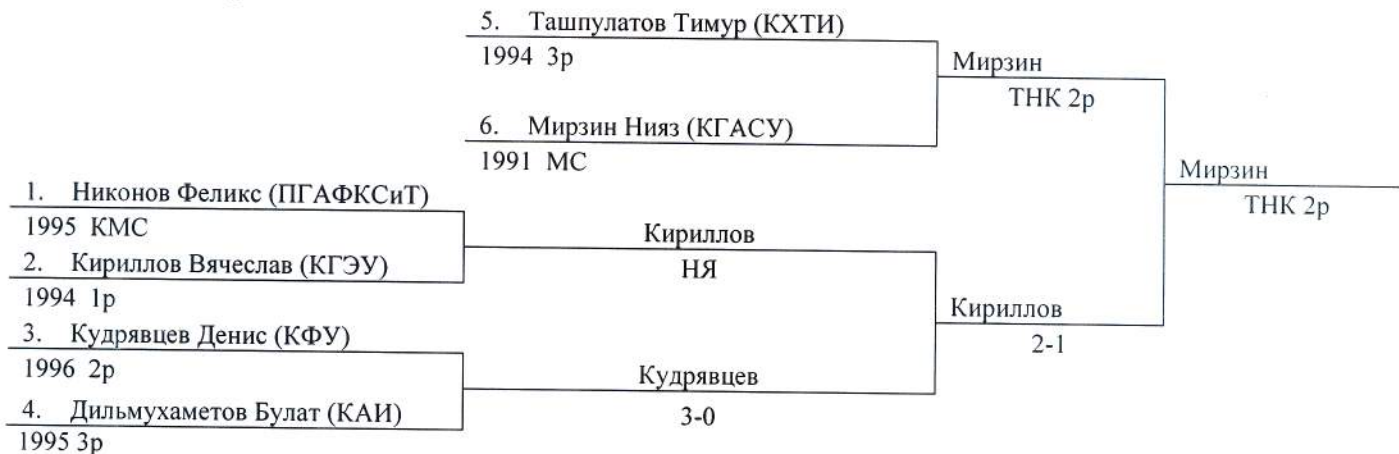 5. Ташпулатов Тимур (КХТИ)
1994 3р
Мирзин
ТНК 2р
6. Мирзин Нияз (КГАСУ)
1991 МС
Мирзин
ТНК 2р
1. Никонов Феликс (ПГАФКСиТ)
1995 КМС
Кириллов
НЯ
2. Кириллов Вячеслав (КГЭУ)
1994 1р
Кириллов
2-1
3. Кудрявцев Денис (КФУ)
1996 2р
Кудрявцев
3-0
4. Дильмухаметов Булат (КАИ)
1995 3р